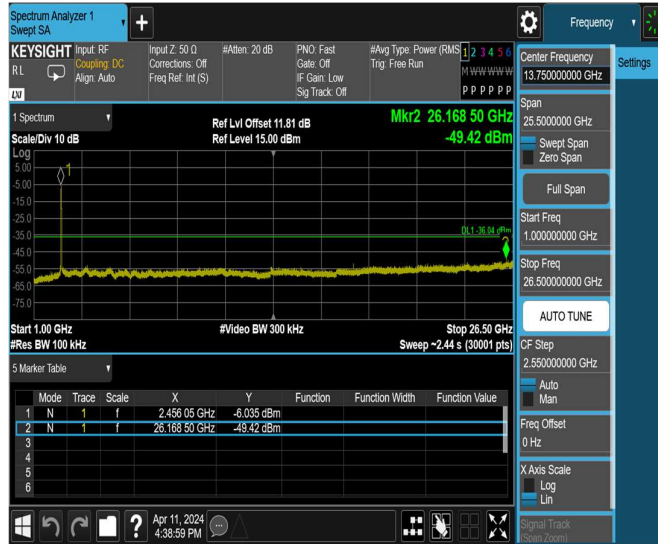 Spectrum Analyzer 1
Swept SA
+
Frequency
KEYSIGHT
Input: RF
Coupling: DC
Align: Auto
Input Z: 50 Ω
Corrections: Off
Freq Ref: Int (S)
#Atten: 20 dB
PNO: Fast
Gate: Off
IF Gain: Low
Sig Track: Off
#Avg Type: Power (RMS
Trig: Free Run
1 2 3 4 5 6
M W W W W W
P P P P P P
R L
LXI
Center Frequency
13.750000000 GHz
Settings
Span
25.5000000 GHz
Swept Span
Zero Span
Full Span
Start Freq
1.000000000 GHz
Stop Freq
26.500000000 GHz
AUTO TUNE
CF Step
2.550000000 GHz
Auto
Man
Freq Offset
0 Hz
X Axis Scale
Log
Lin
Signal Track
(Span Zoom)
1 Spectrum
Scale/Div 10 dB
Ref Lvl Offset 11.81 dB
Ref Level 15.00 dBm
Mkr2 26.168 50 GHz
-49.42 dBm
Log
5.00
-5.00
-15.0
-25.0
-35.0
-45.0
-55.0
-65.0
-75.0
1
DL1 -36.04 dBm
2
Start 1.00 GHz
#Res BW 100 kHz
#Video BW 300 kHz
Stop 26.50 GHz
Sweep ~2.44 s (30001 pts)
5 Marker Table
Mode Trace Scale X Y Function Function Width Function Value
1 N 1 f 2.456 05 GHz -6.035 dBm
2 N 1 f 26.168 50 GHz -49.42 dBm
3
4
5
6
?
Apr 11, 2024
4:38:59 PM